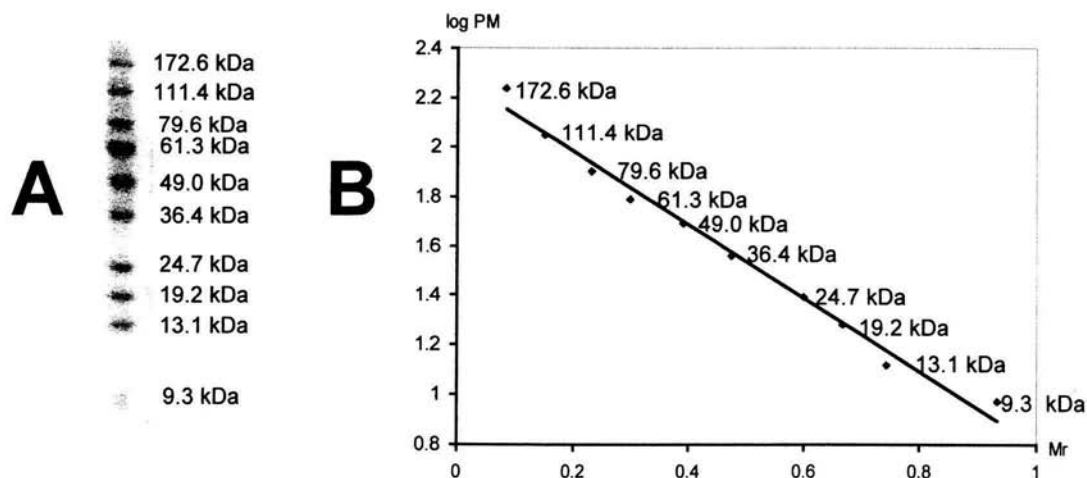 A
172.6 kDa
111.4 kDa
79.6 kDa
61.3 kDa
49.0 kDa
36.4 kDa
24.7 kDa
19.2 kDa
13.1 kDa
9.3 kDa
B
log PM
2.4
2.2
2
1.8
1.6
1.4
1.2
1
0.8
172.6 kDa
111.4 kDa
79.6 kDa
61.3 kDa
49.0 kDa
36.4 kDa
24.7 kDa
19.2 kDa
13.1 kDa
9.3 kDa
Mr
0 0.2 0.4 0.6 0.8 1